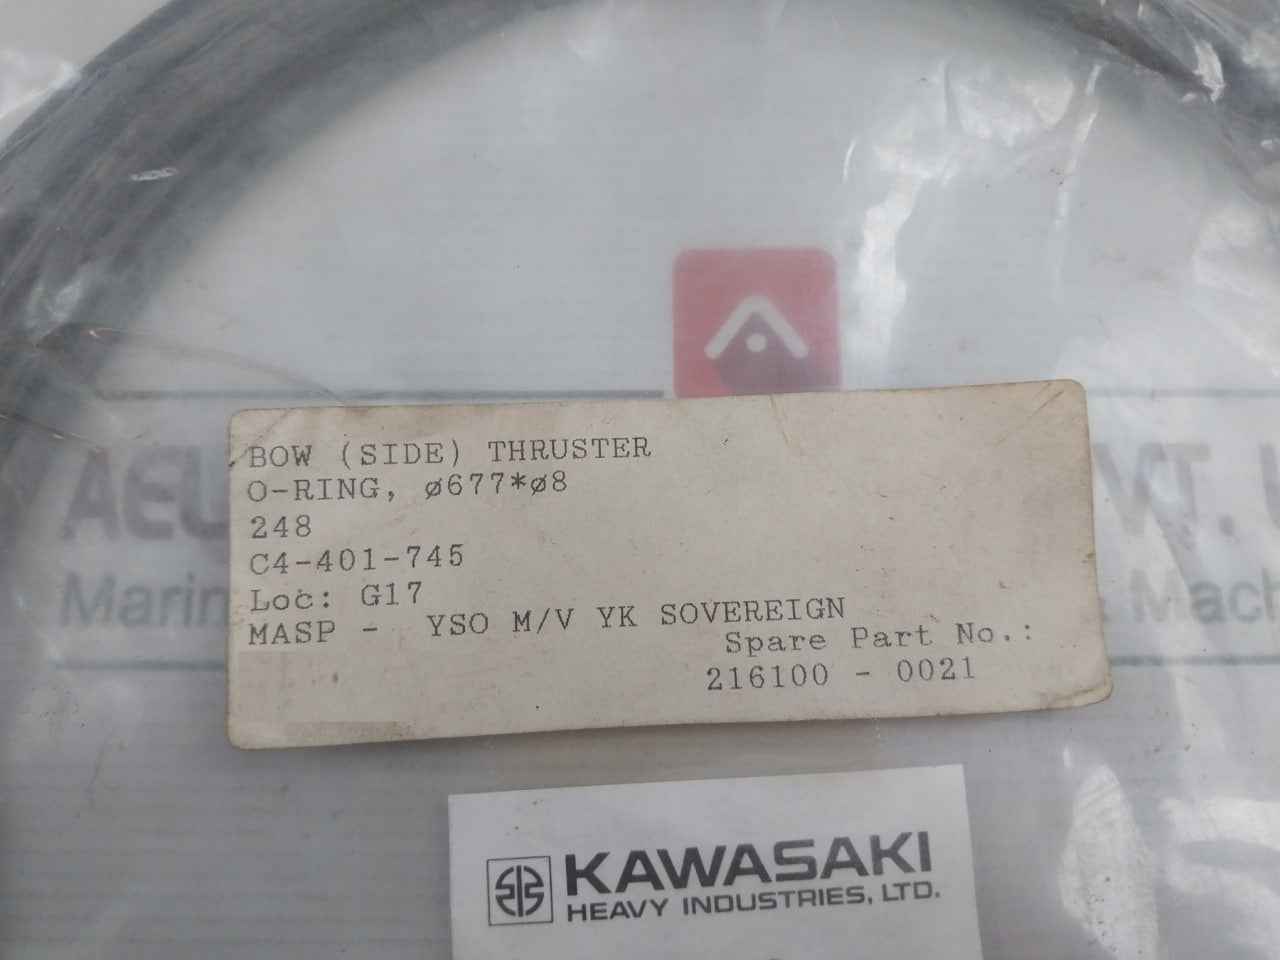 BOW (SIDE) THRUSTER
O-RING, ø677*ø8
248
C4-401-745
Loc: G17
MASP - YSO M/V YK SOVEREIGN
Spare Part No.:
216100 - 0021
KAWASAKI
HEAVY INDUSTRIES, LTD.